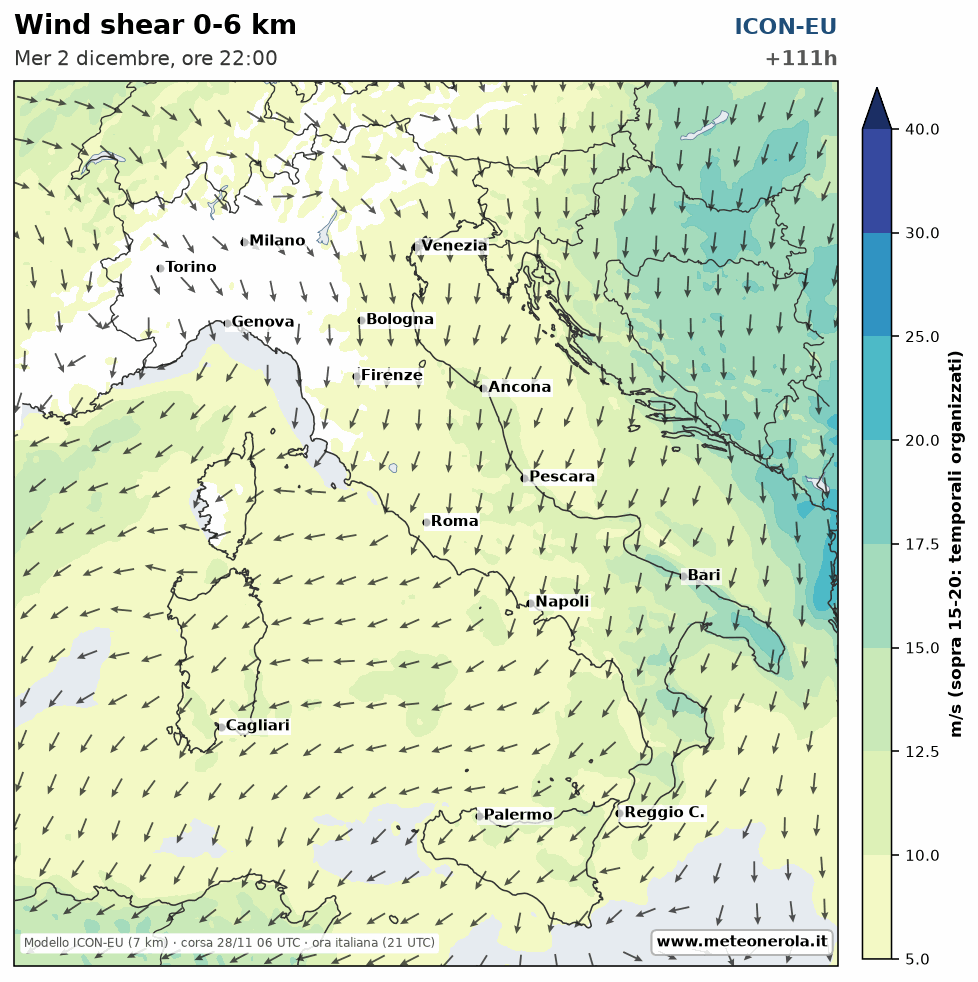 Wind shear 0-6 km
ICON-EU
Mer 2 dicembre, ore 22:00
+111h
Milano
Venezia
Torino
Genova
Bologna
Firenze
Ancona
Pescara
Roma
Bari
Napoli
Cagliari
Palermo
Reggio C.
Modello ICON-EU (7 km) · corsa 28/11 06 UTC · ora italiana (21 UTC)
www.meteonerola.it
40.0
30.0
25.0
20.0
17.5
15.0
12.5
10.0
5.0
m/s (sopra 15-20: temporali organizzati)